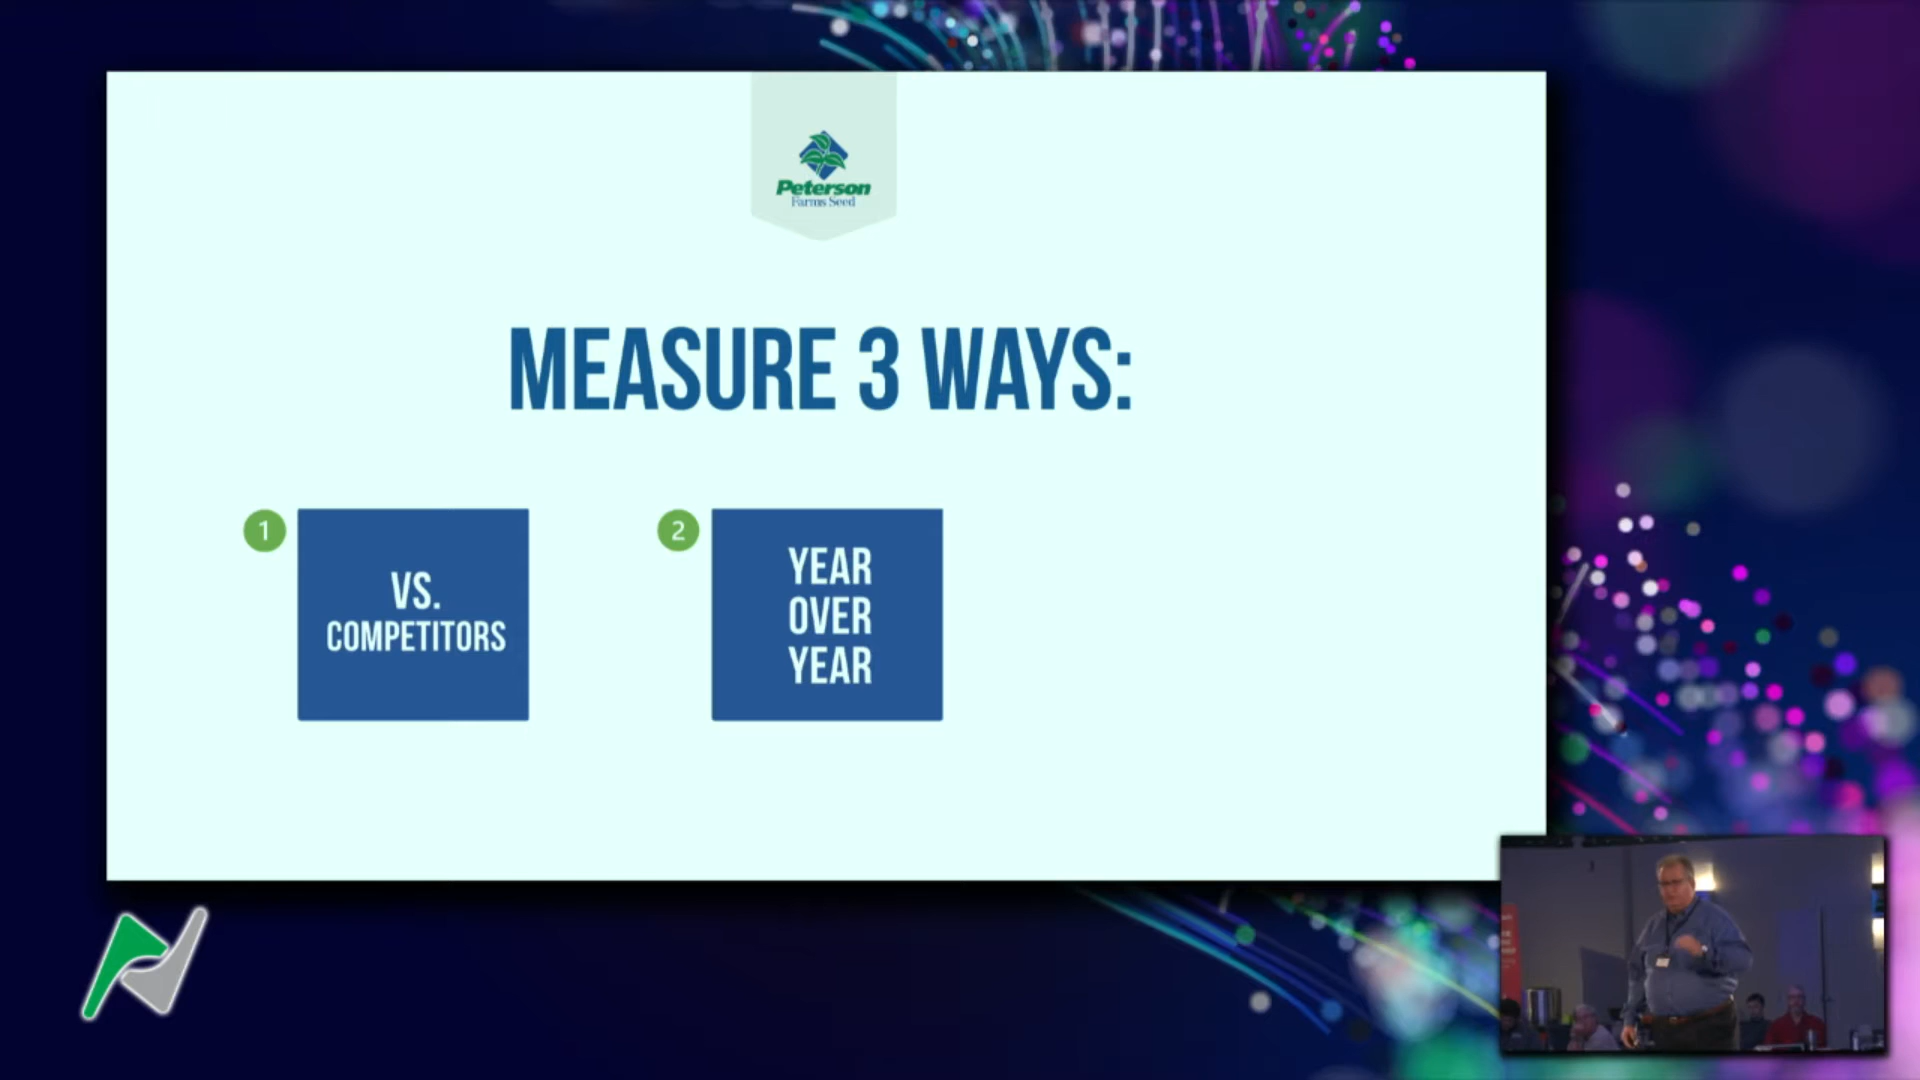 Peterson
Farms Seed
MEASURE 3 WAYS:
1
VS.
COMPETITORS
2
YEAR
OVER
YEAR